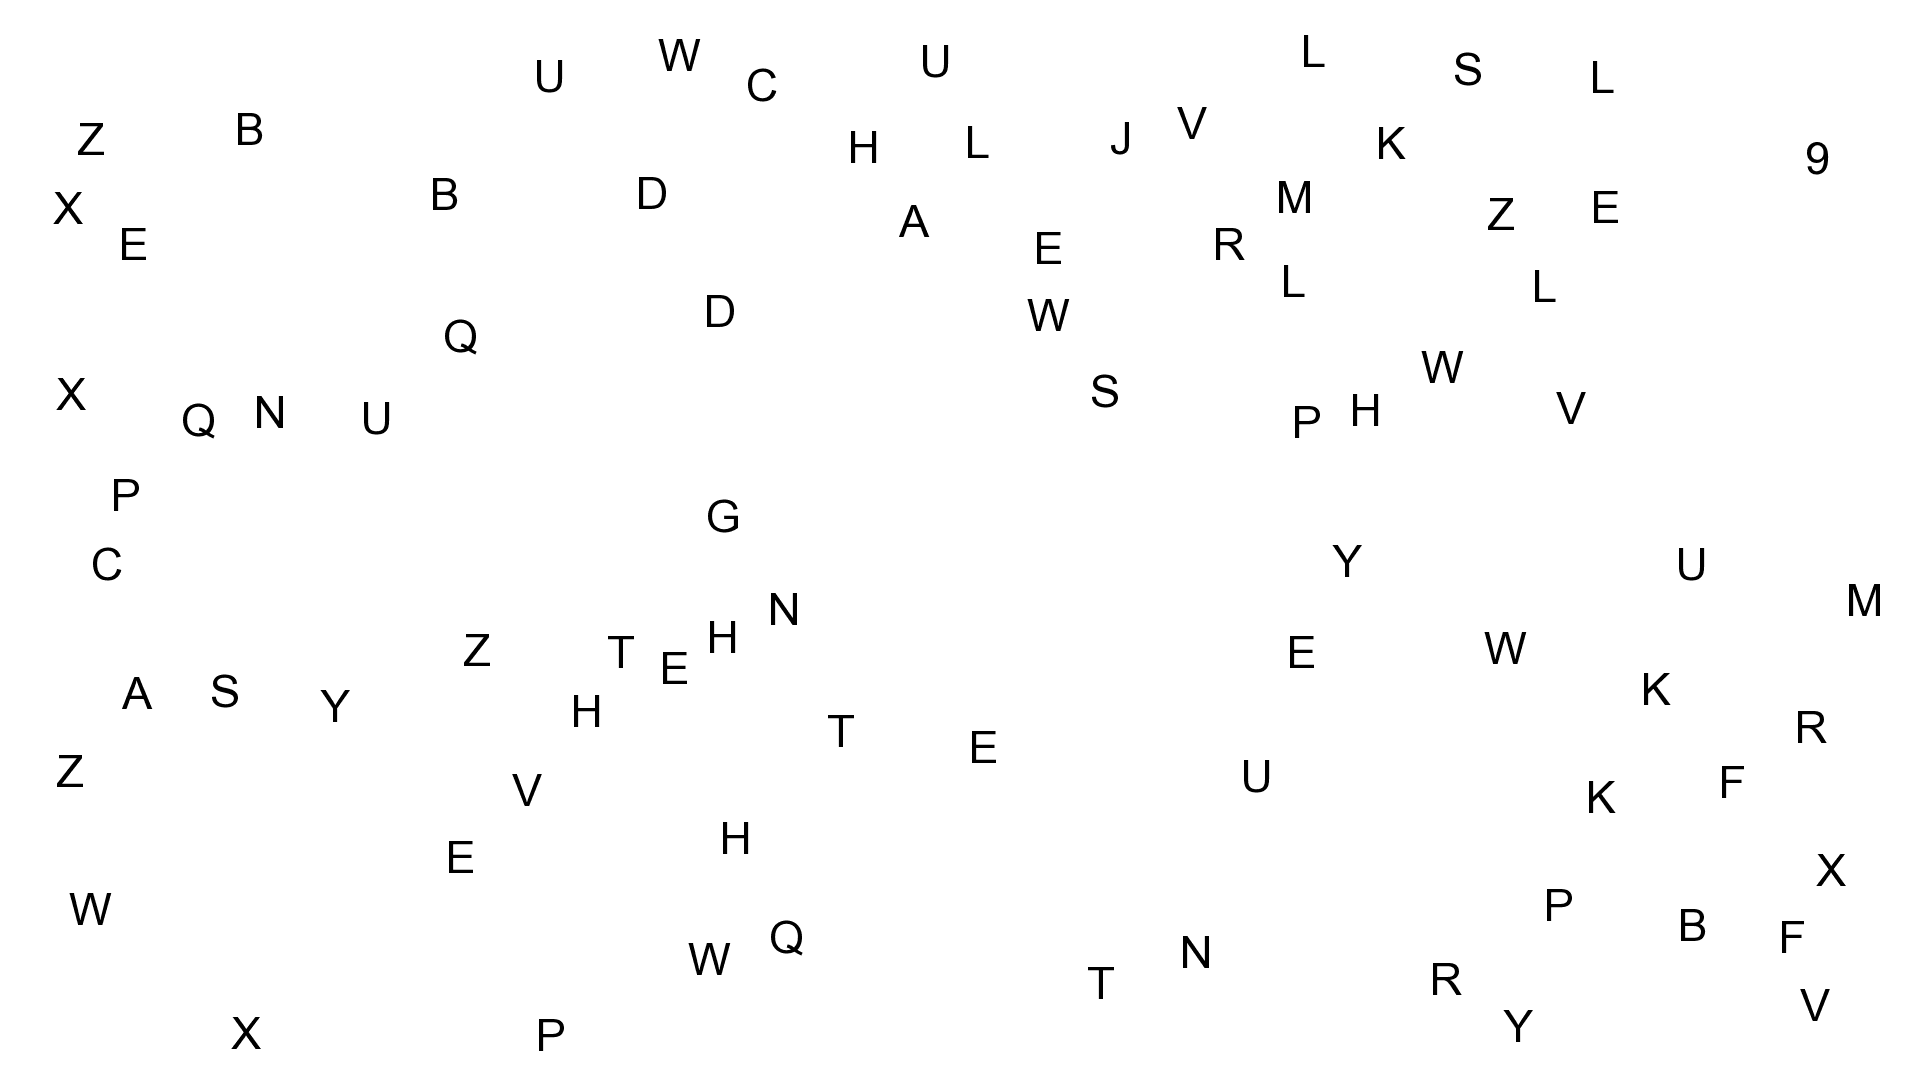 U W C U L S L
Z B H L J V K 9
X E B D A M Z E
E R L L
Q D W
X Q N U S P H W V
P G
C Y U M
Z T E H N E W K
A S Y H T E R
Z V U K F
E H X
W W Q P B F
T N R V
X P Y